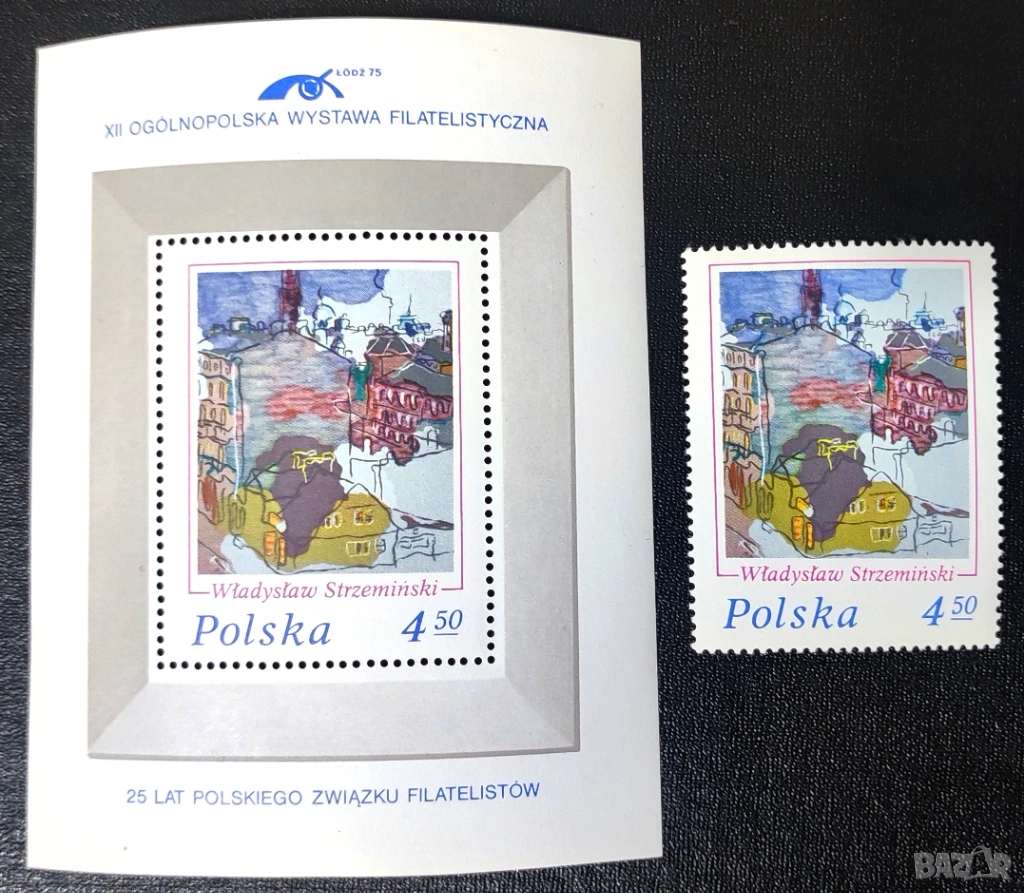 ŁÓDŹ 75
XII OGÓLNOPOLSKA WYSTAWA FILATELISTYCZNA
Władysław Strzemiński
Polska 4 50
25 LAT POLSKIEGO ZWIĄZKU FILATELISTÓW
Władysław Strzemiński
Polska 4 50
BAZAR